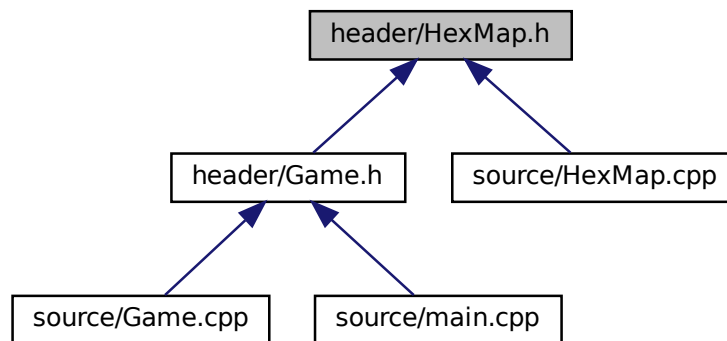 header/HexMap.h
header/Game.h
source/HexMap.cpp
source/Game.cpp
source/main.cpp